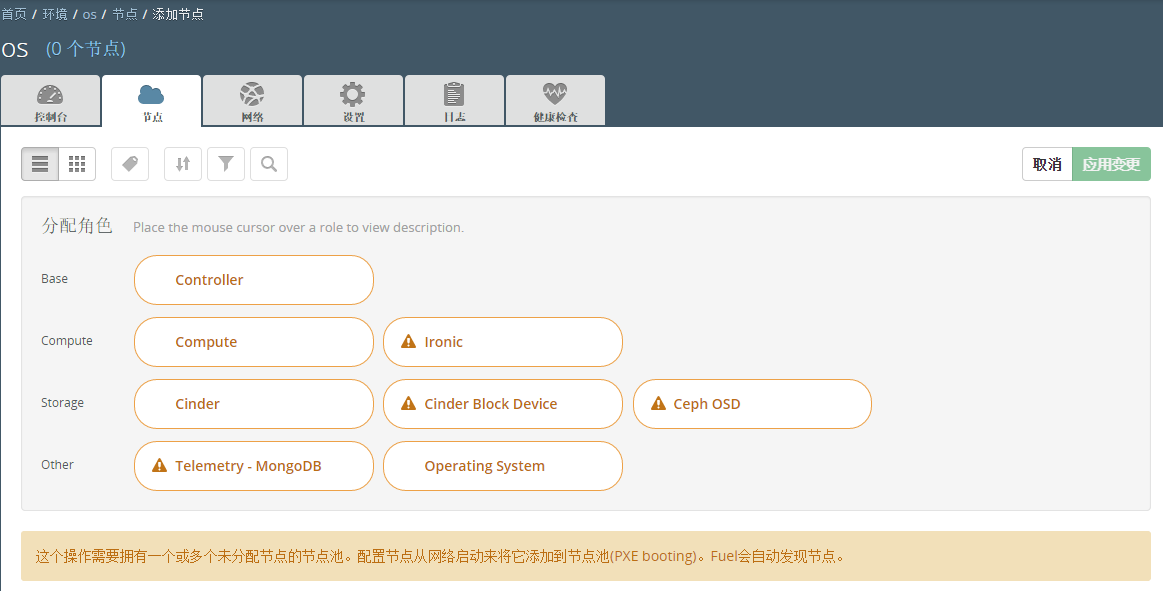 首页 / 环境 / os / 节点 / 添加节点
os (0 个节点)
控制台 节点 网络 设置 日志 健康检查
取消 应用变更
分配角色 Place the mouse cursor over a role to view description.
Base Controller
Compute Compute Ironic
Storage Cinder Cinder Block Device Ceph OSD
Other Telemetry - MongoDB Operating System
这个操作需要拥有一个或多个未分配节点的节点池。配置节点从网络启动来将它添加到节点池(PXE booting)。Fuel会自动发现节点。